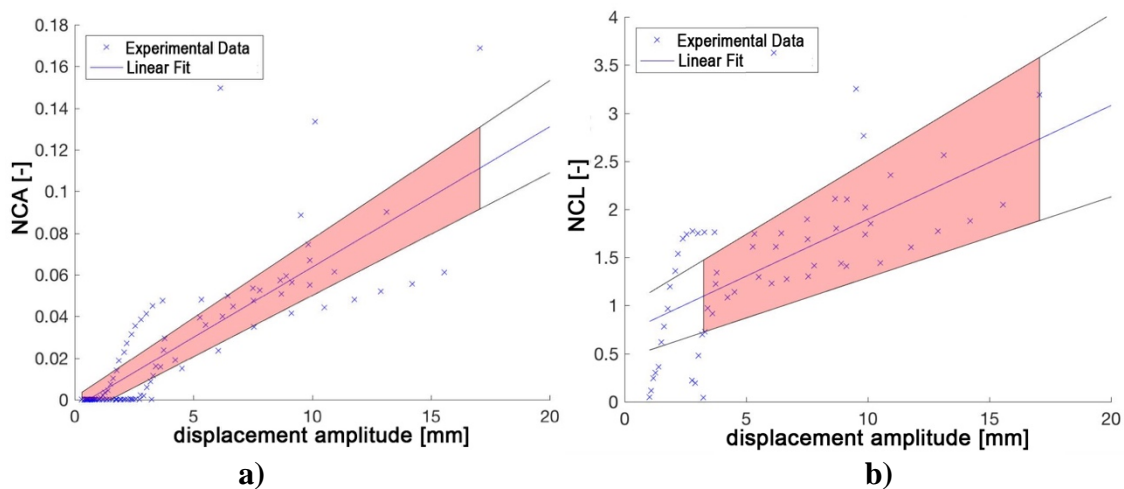 0.18
0.16
0.14
0.12
0.1
0.08
0.06
0.04
0.02
0
NCA [-]
Experimental Data
Linear Fit
0 5 10 15 20
displacement amplitude [mm]
a)
4
3.5
3
2.5
2
1.5
1
0.5
0
NCL [-]
Experimental Data
Linear Fit
0 5 10 15 20
displacement amplitude [mm]
b)